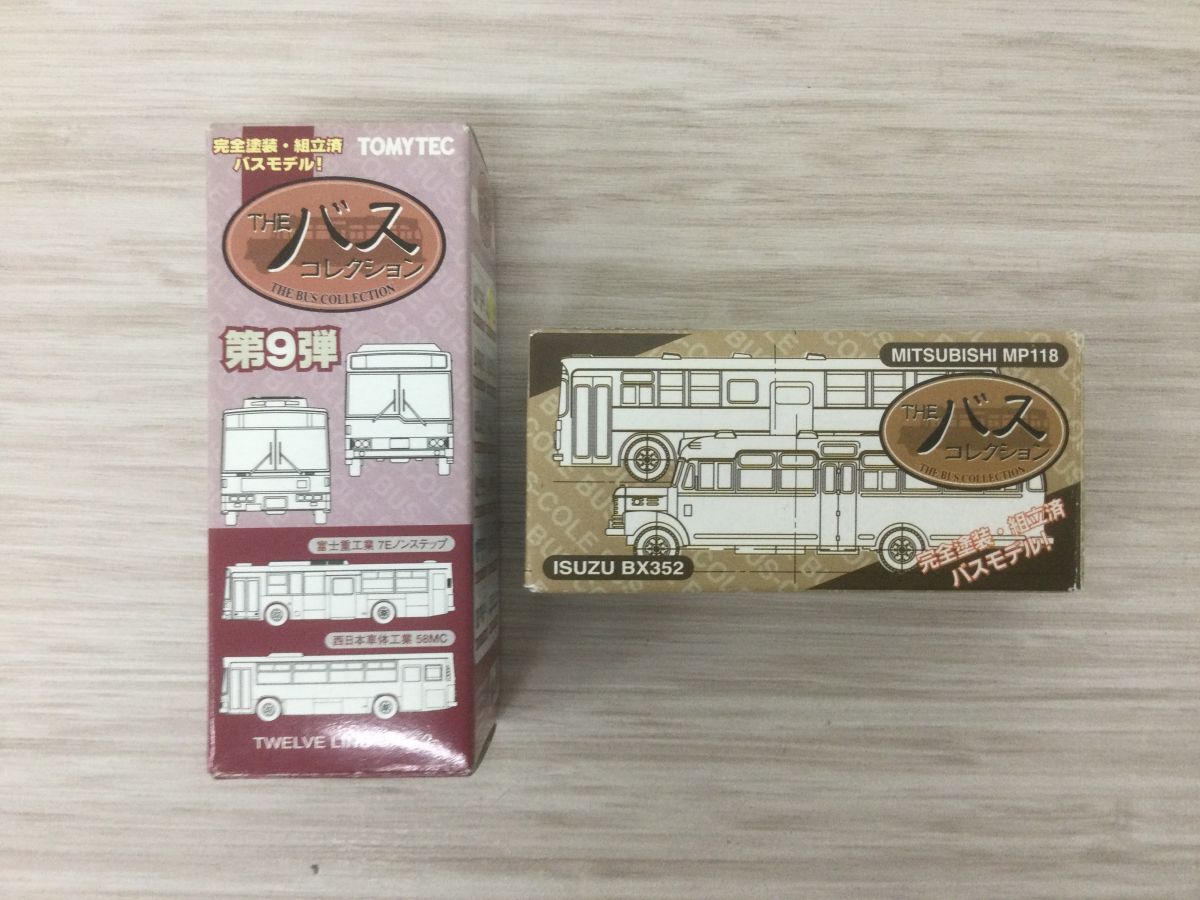 完全塗装・組立済
バスモデル!
TOMYTEC
THE バス
コレクション
THE BUS COLLECTION
第9弾
富士重工業 7Eノンステップ
西日本車体工業 58MC
TWELVE
MITSUBISHI MP118
THE バス
コレクション
THE BUS COLLECTION
ISUZU BX352
完全塗装・組立済
バスモデル!